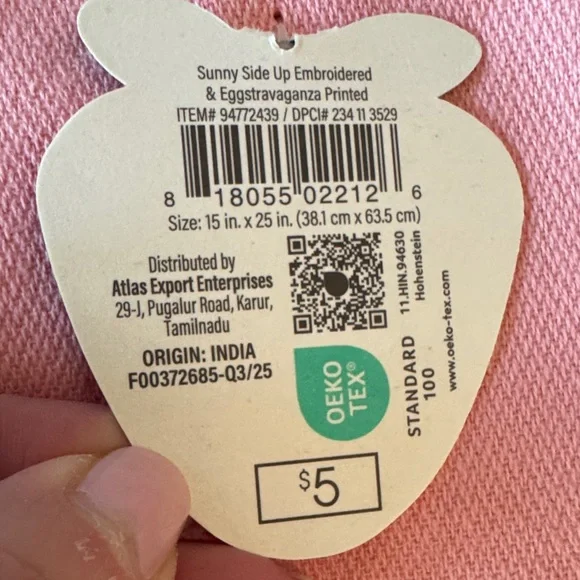 Sunny Side Up Embroidered
& Eggstravaganza Printed
ITEM# 94772439 / DPCI# 234 11 3529
8 18055 02212 6
Size: 15 in. x 25 in. (38.1 cm x 63.5 cm)
Distributed by
Atlas Export Enterprises
29-J, Pugalur Road, Karur,
Tamilnadu
ORIGIN: INDIA
F00372685-Q3/25
OEKO
TEX®
STANDARD
100
11.HIN.94630
Hohenstein
www.oeko-tex.com
$5